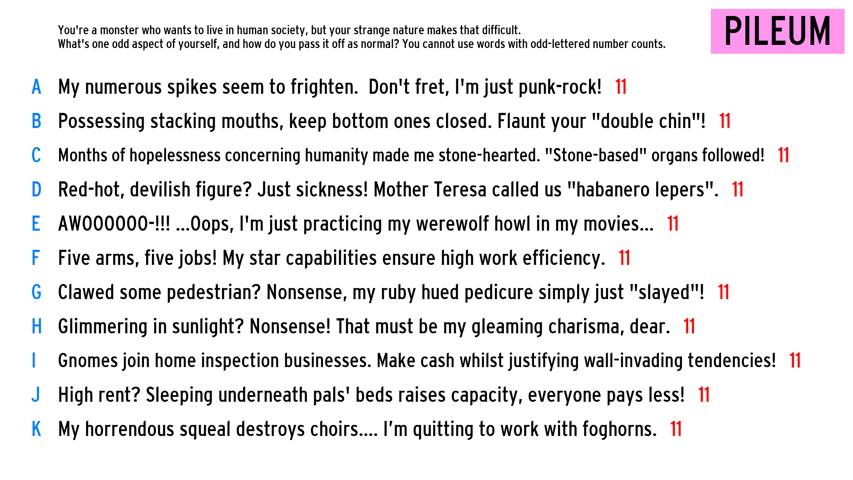 You're a monster who wants to live in human society, but your strange nature makes that difficult.
What's one odd aspect of yourself, and how do you pass it off as normal? You cannot use words with odd-lettered number counts.
PILEUM
A My numerous spikes seem to frighten. Don't fret, I'm just punk-rock! 11
B Possessing stacking mouths, keep bottom ones closed. Flaunt your "double chin"! 11
C Months of hopelessness concerning humanity made me stone-hearted. "Stone-based" organs followed! 11
D Red-hot, devilish figure? Just sickness! Mother Teresa called us "habanero lepers". 11
E AWOOOOOO-!!! ...Oops, I'm just practicing my werewolf howl in my movies... 11
F Five arms, five jobs! My star capabilities ensure high work efficiency. 11
G Clawed some pedestrian? Nonsense, my ruby hued pedicure simply just "slayed"! 11
H Glimmering in sunlight? Nonsense! That must be my gleaming charisma, dear. 11
I Gnomes join home inspection businesses. Make cash whilst justifying wall-invading tendencies! 11
J High rent? Sleeping underneath pals' beds raises capacity, everyone pays less! 11
K My horrendous squeal destroys choirs.... I'm quitting to work with foghorns. 11